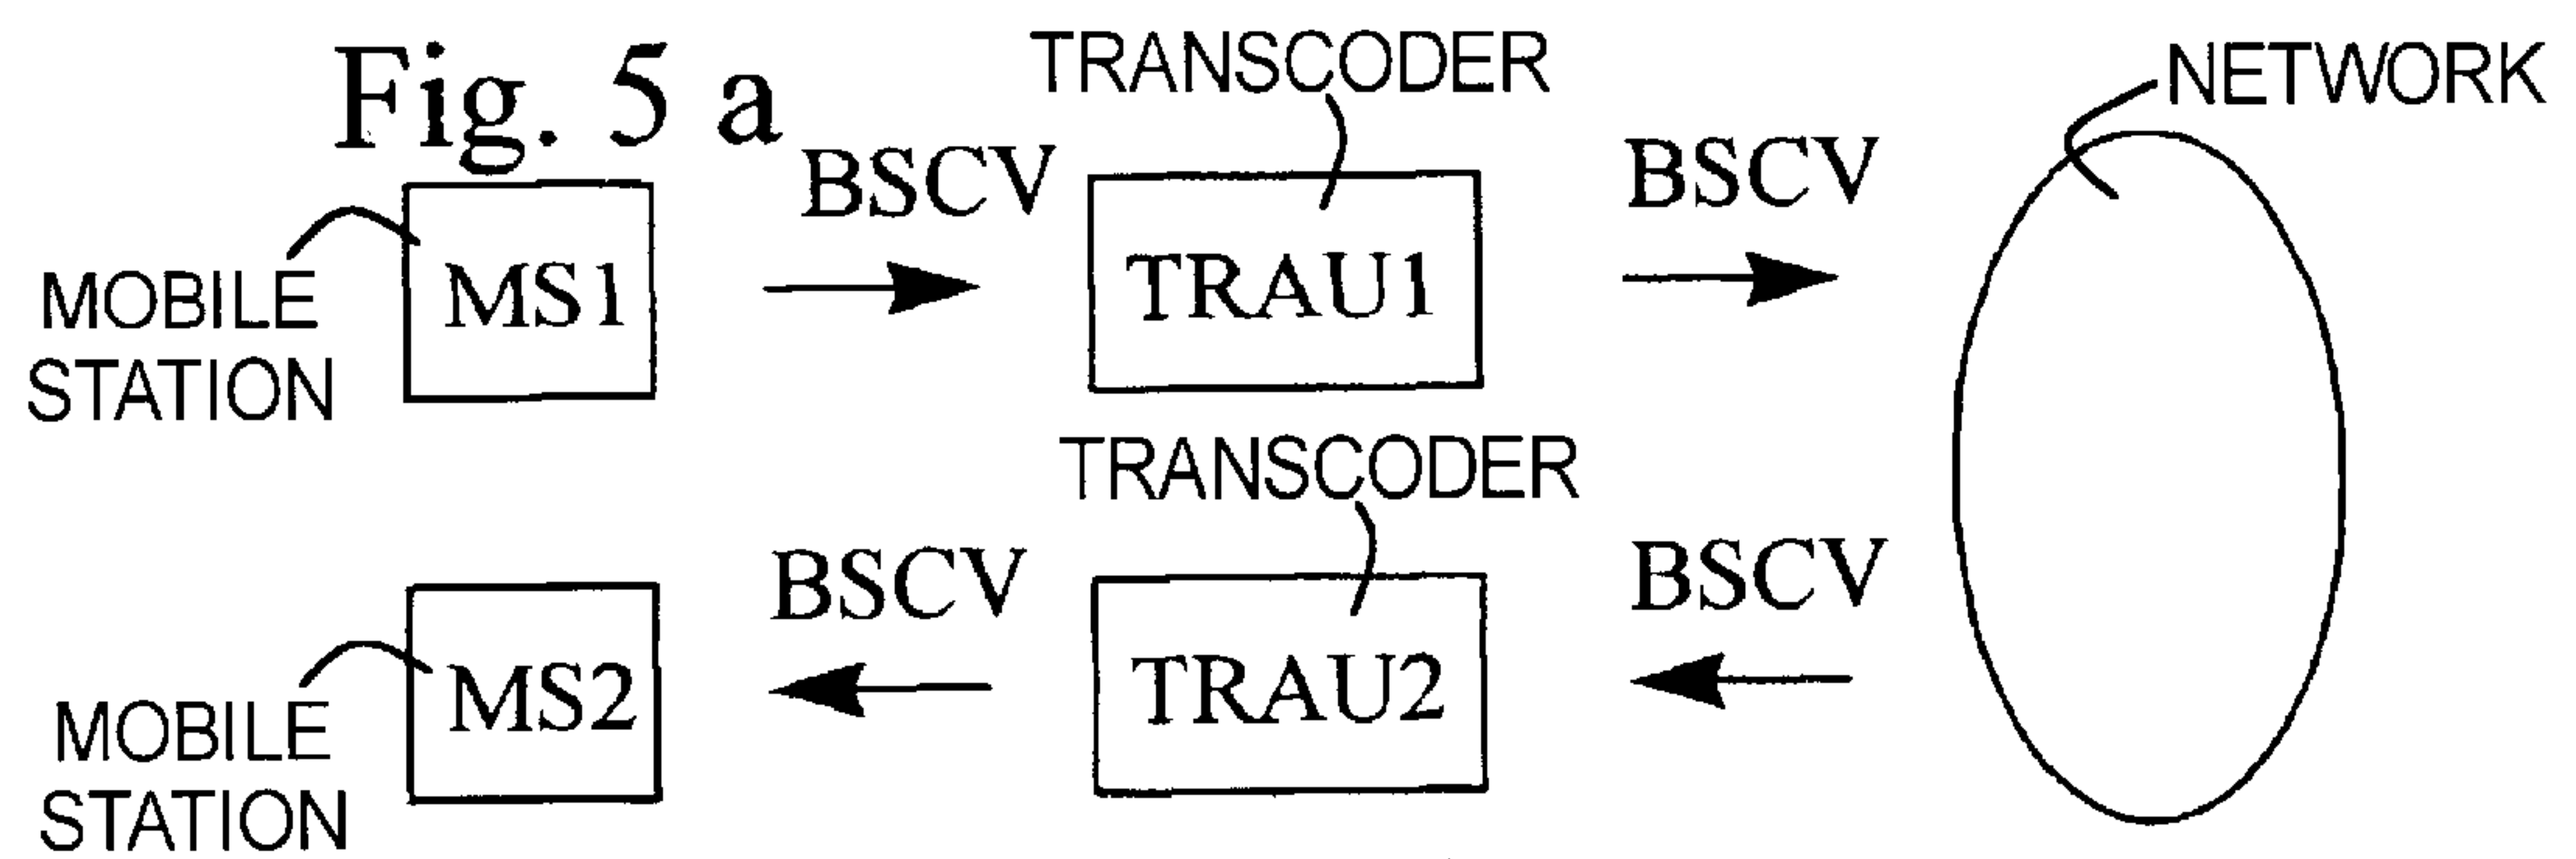 Fig. 5 a
TRANSCODER
NETWORK
BSCV
BSCV
MOBILE
STATION
MS1
TRAU1
TRANSCODER
BSCV
BSCV
MOBILE
STATION
MS2
TRAU2